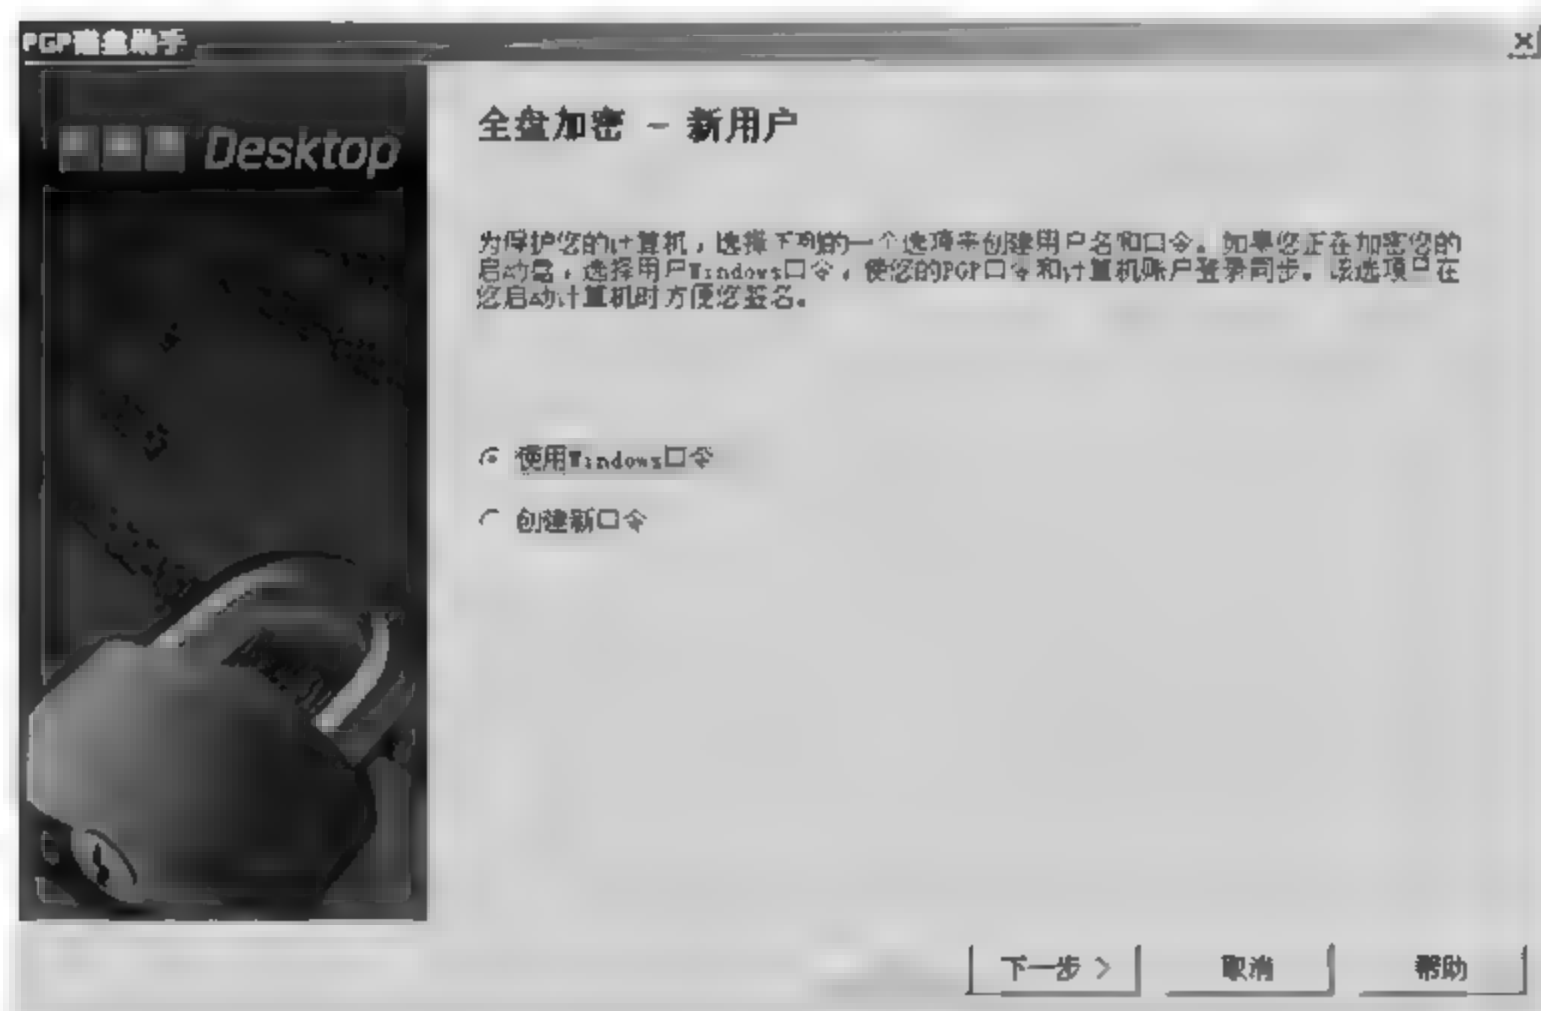 PGP磁盘助手
Desktop
全盘加密 - 新用户
为保护您的计算机，选择下列的一个选项来创建用户名和口令。如果您正在加密您的
启动盘，选择用户Windows口令，使您的PGP口令和计算机账户登录同步。该选项只在
您启动计算机时方便您签名。
使用Windows口令
创建新口令
下一步 >
取消
帮助